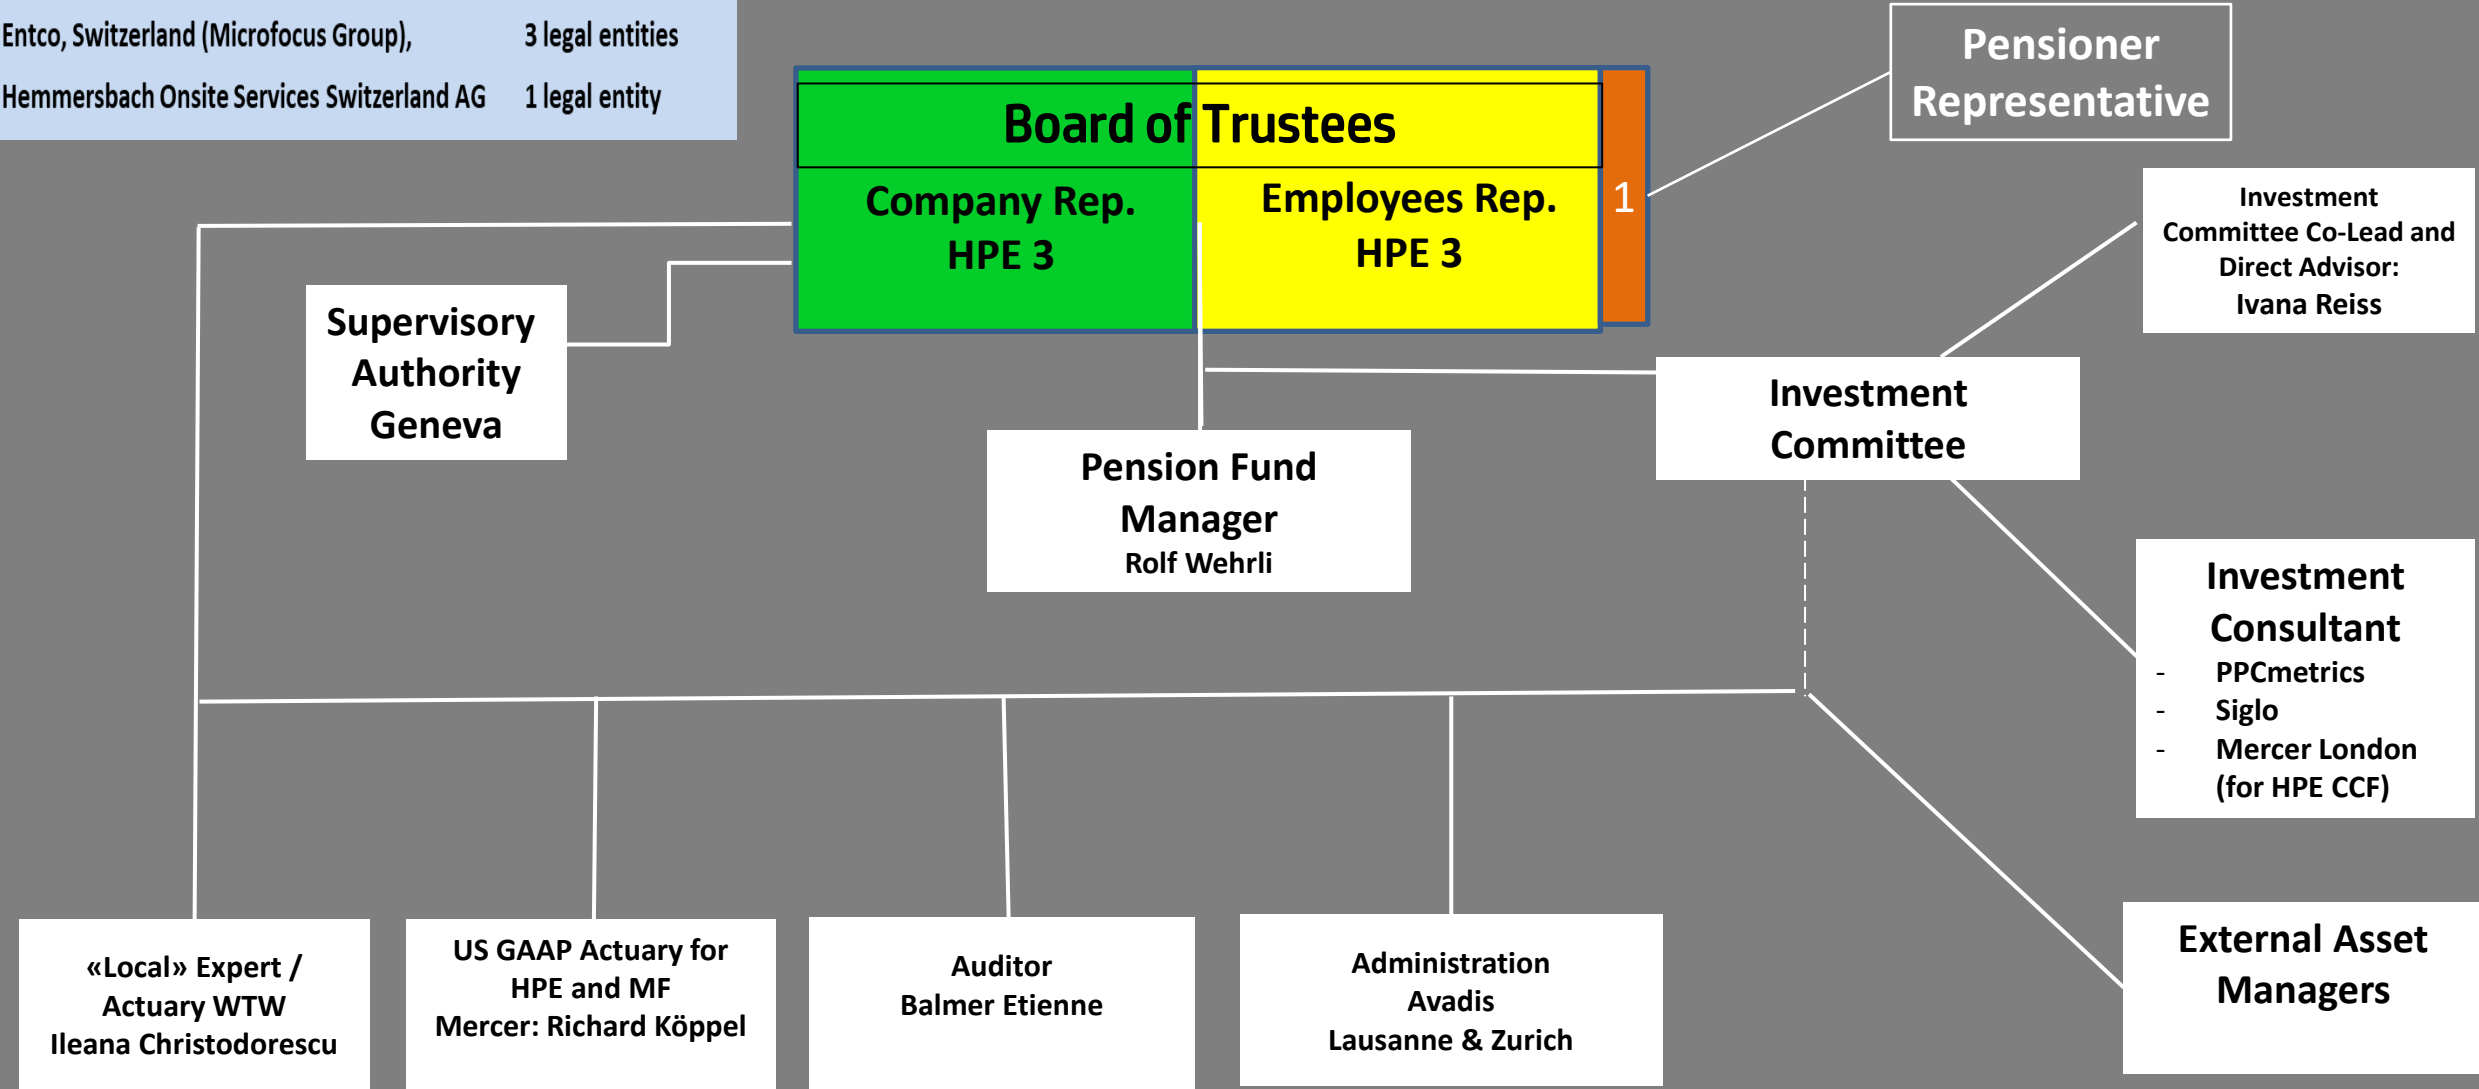 Entco, Switzerland (Microfocus Group), 3 legal entities
Hemmersbach Onsite Services Switzerland AG 1 legal entity
Board of Trustees
Company Rep.
HPE 3
Employees Rep.
HPE 3
1
Pensioner
Representative
Investment
Committee Co-Lead and
Direct Advisor:
Ivana Reiss
Supervisory
Authority
Geneva
Investment
Committee
Pension Fund
Manager
Rolf Wehrli
Investment
Consultant
- PPCmetrics
- Siglo
- Mercer London
(for HPE CCF)
«Local» Expert /
Actuary WTW
Ileana Christodorescu
US GAAP Actuary for
HPE and MF
Mercer: Richard Köppel
Auditor
Balmer Etienne
Administration
Avadis
Lausanne & Zurich
External Asset
Managers